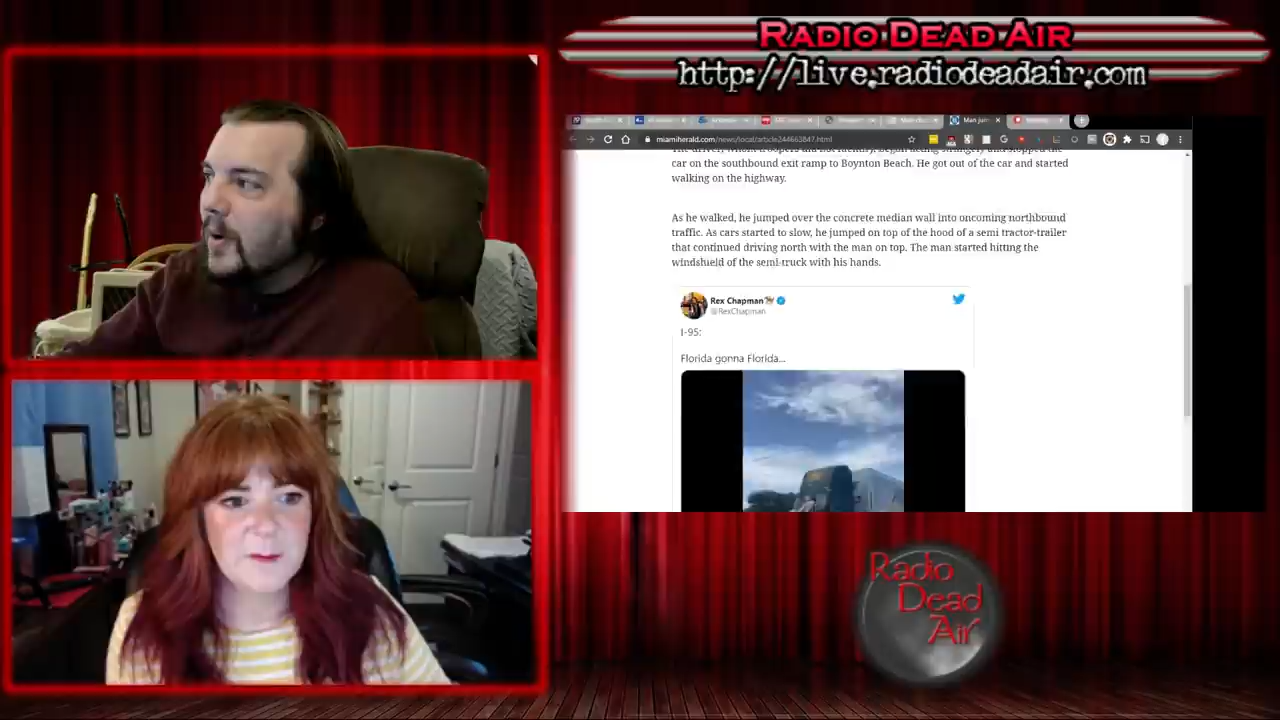 RADIO DEAD AIR
http://live.radiodeadair.com
Man jum
miamiherald.com/news/local/article244663847.html
car on the southbound exit ramp to Boynton Beach. He got out of the car and started
walking on the highway.
As he walked, he jumped over the concrete median wall into oncoming northbound
traffic. As cars started to slow, he jumped on top of the hood of a semi tractor-trailer
that continued driving north with the man on top. The man started hitting the
windshield of the semi-truck with his hands.
Rex Chapman
@RexChapman
I-95:
Florida gonna Florida...
Radio
Dead
Air